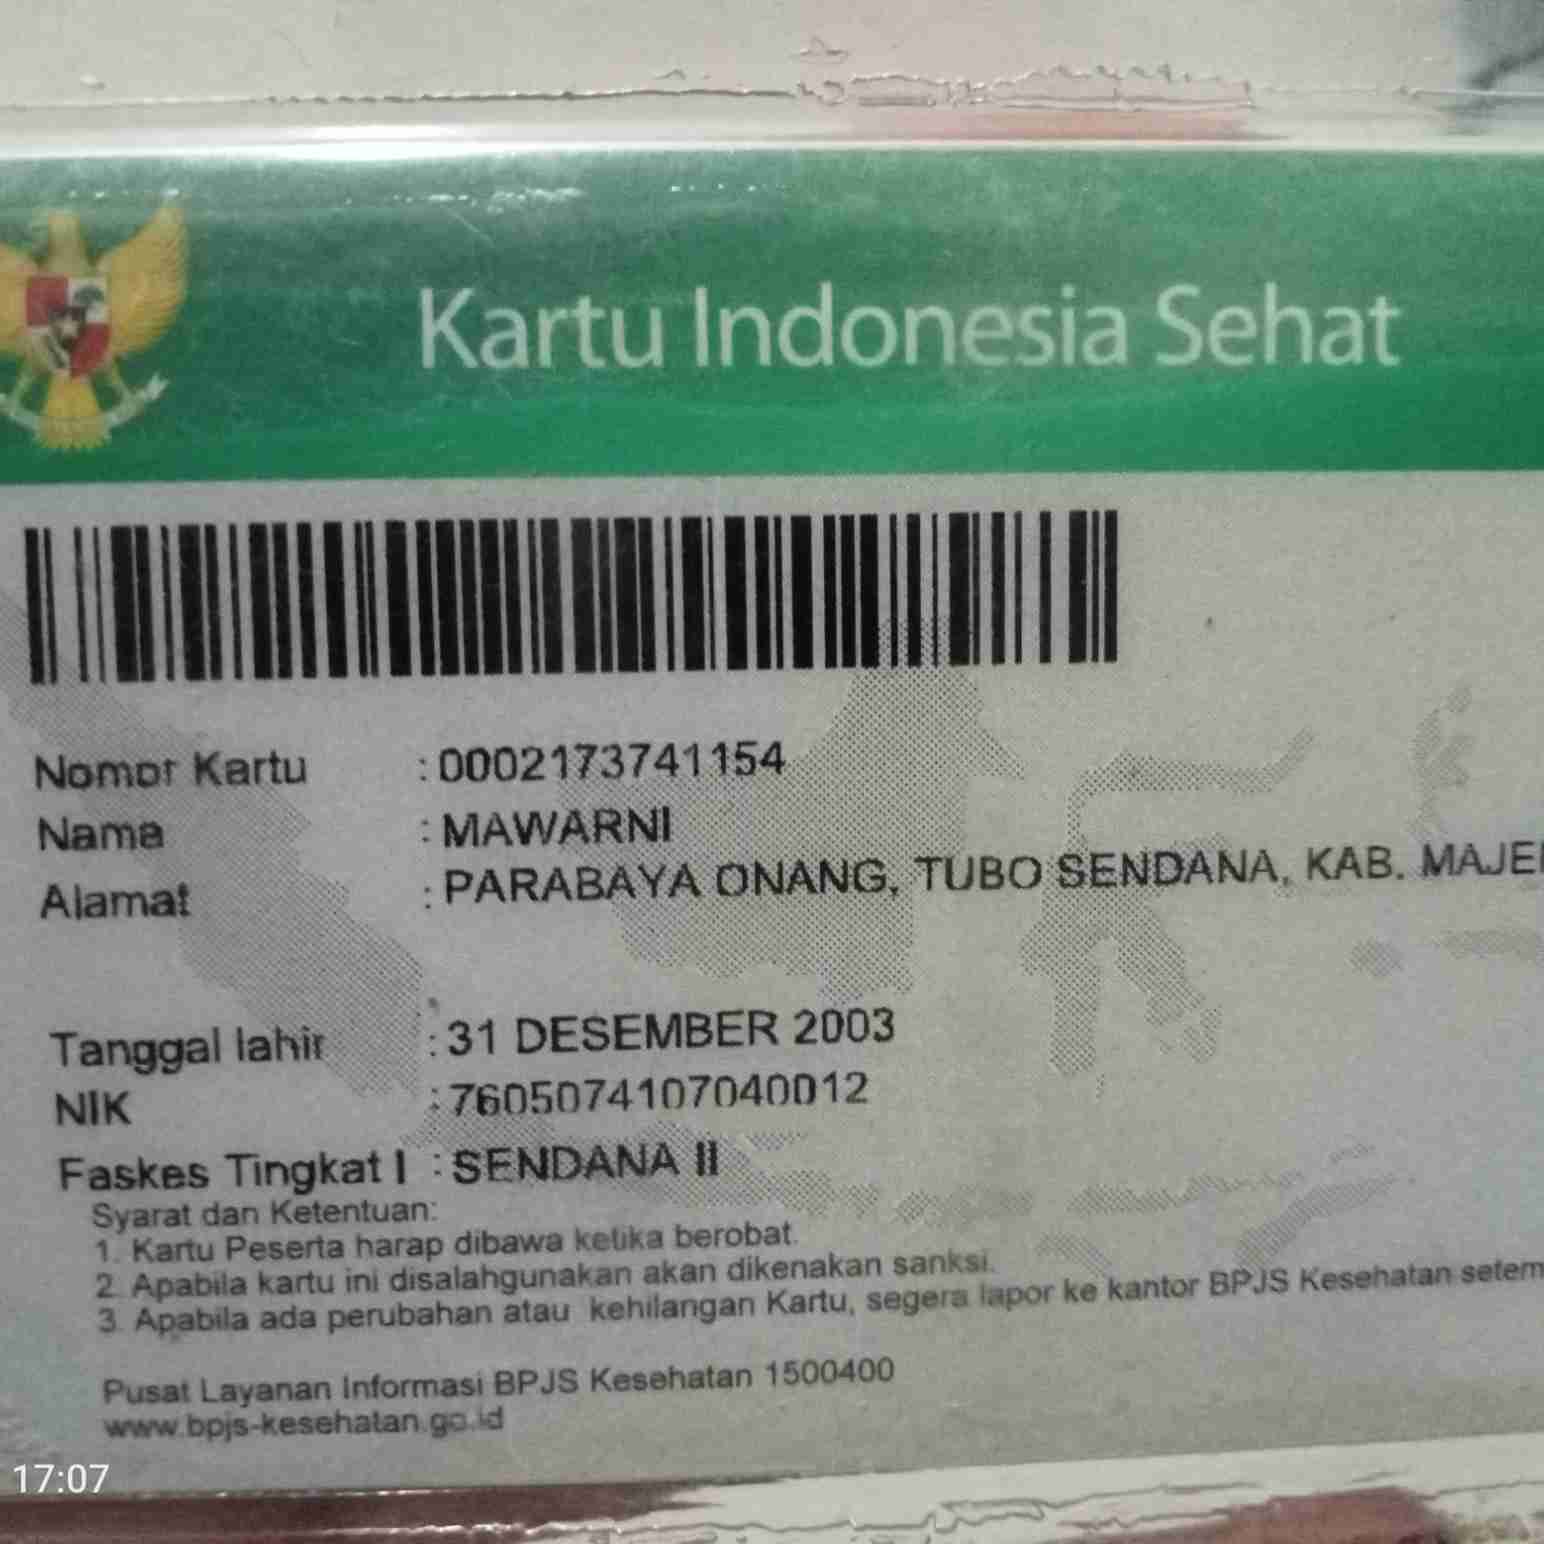 Kartu Indonesia Sehat
Nomor Kartu : 0002173741154
Nama : MAWARNI
Alamat : PARABAYA ONANG, TUBO SENDANA, KAB. MAJE
Tanggal lahir : 31 DESEMBER 2003
NIK : 7605074107040012
Faskes Tingkat I : SENDANA II
Syarat dan Ketentuan:
1. Kartu Peserta harap dibawa ketika berobat.
2. Apabila kartu ini disalahgunakan akan dikenakan sanksi.
3. Apabila ada perubahan atau kehilangan Kartu, segera lapor ke kantor BPJS Kesehatan setem
Pusat Layanan Informasi BPJS Kesehatan 1500400
www.bpjs-kesehatan.go.id
17:07